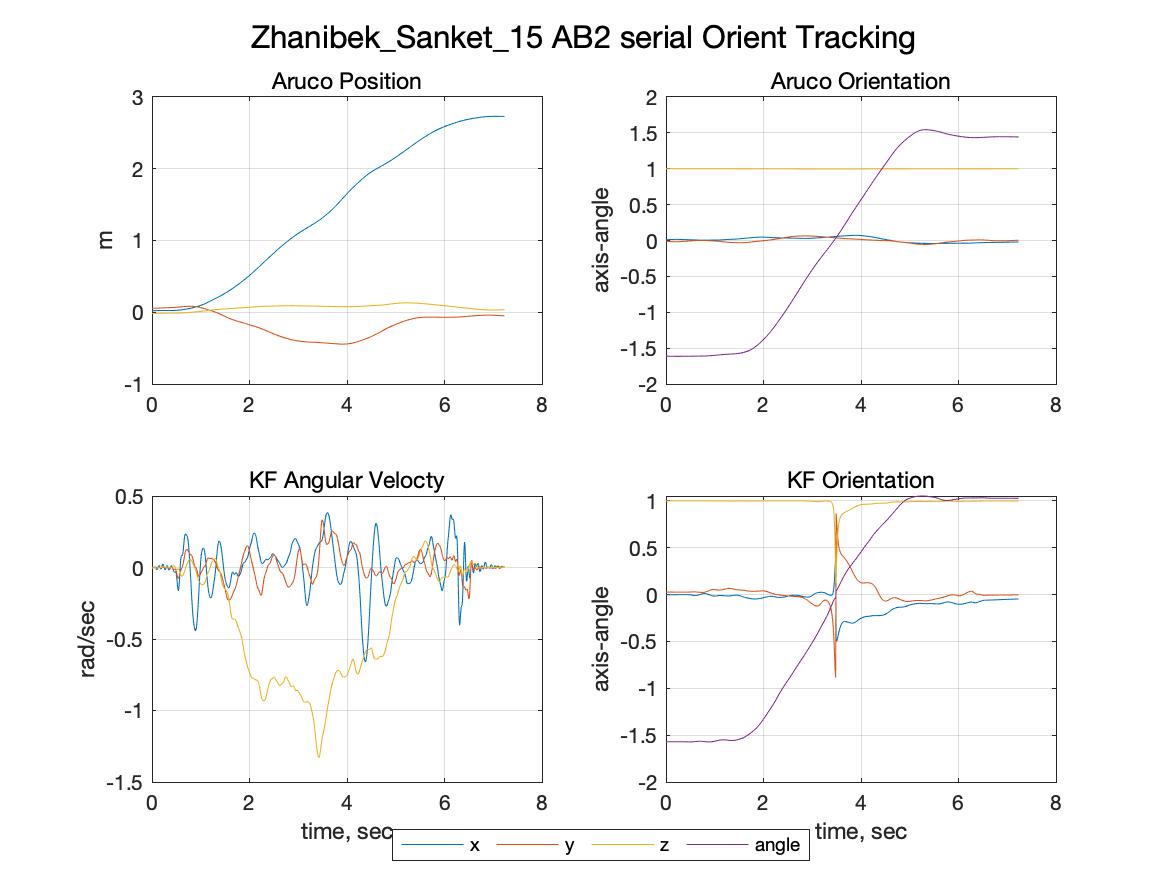 Zhanibek_Sanket_15 AB2 serial Orient Tracking
Aruco Position
3
2
1
0
-1
m
0 2 4 6 8
Aruco Orientation
2
1.5
1
0.5
0
-0.5
-1
-1.5
-2
axis-angle
0 2 4 6 8
KF Angular Velocty
0.5
0
-0.5
-1
-1.5
rad/sec
0 2 4 6 8
time, sec
KF Orientation
1
0.5
0
-0.5
-1
-1.5
-2
axis-angle
0 2 4 6 8
time, sec
x y z angle